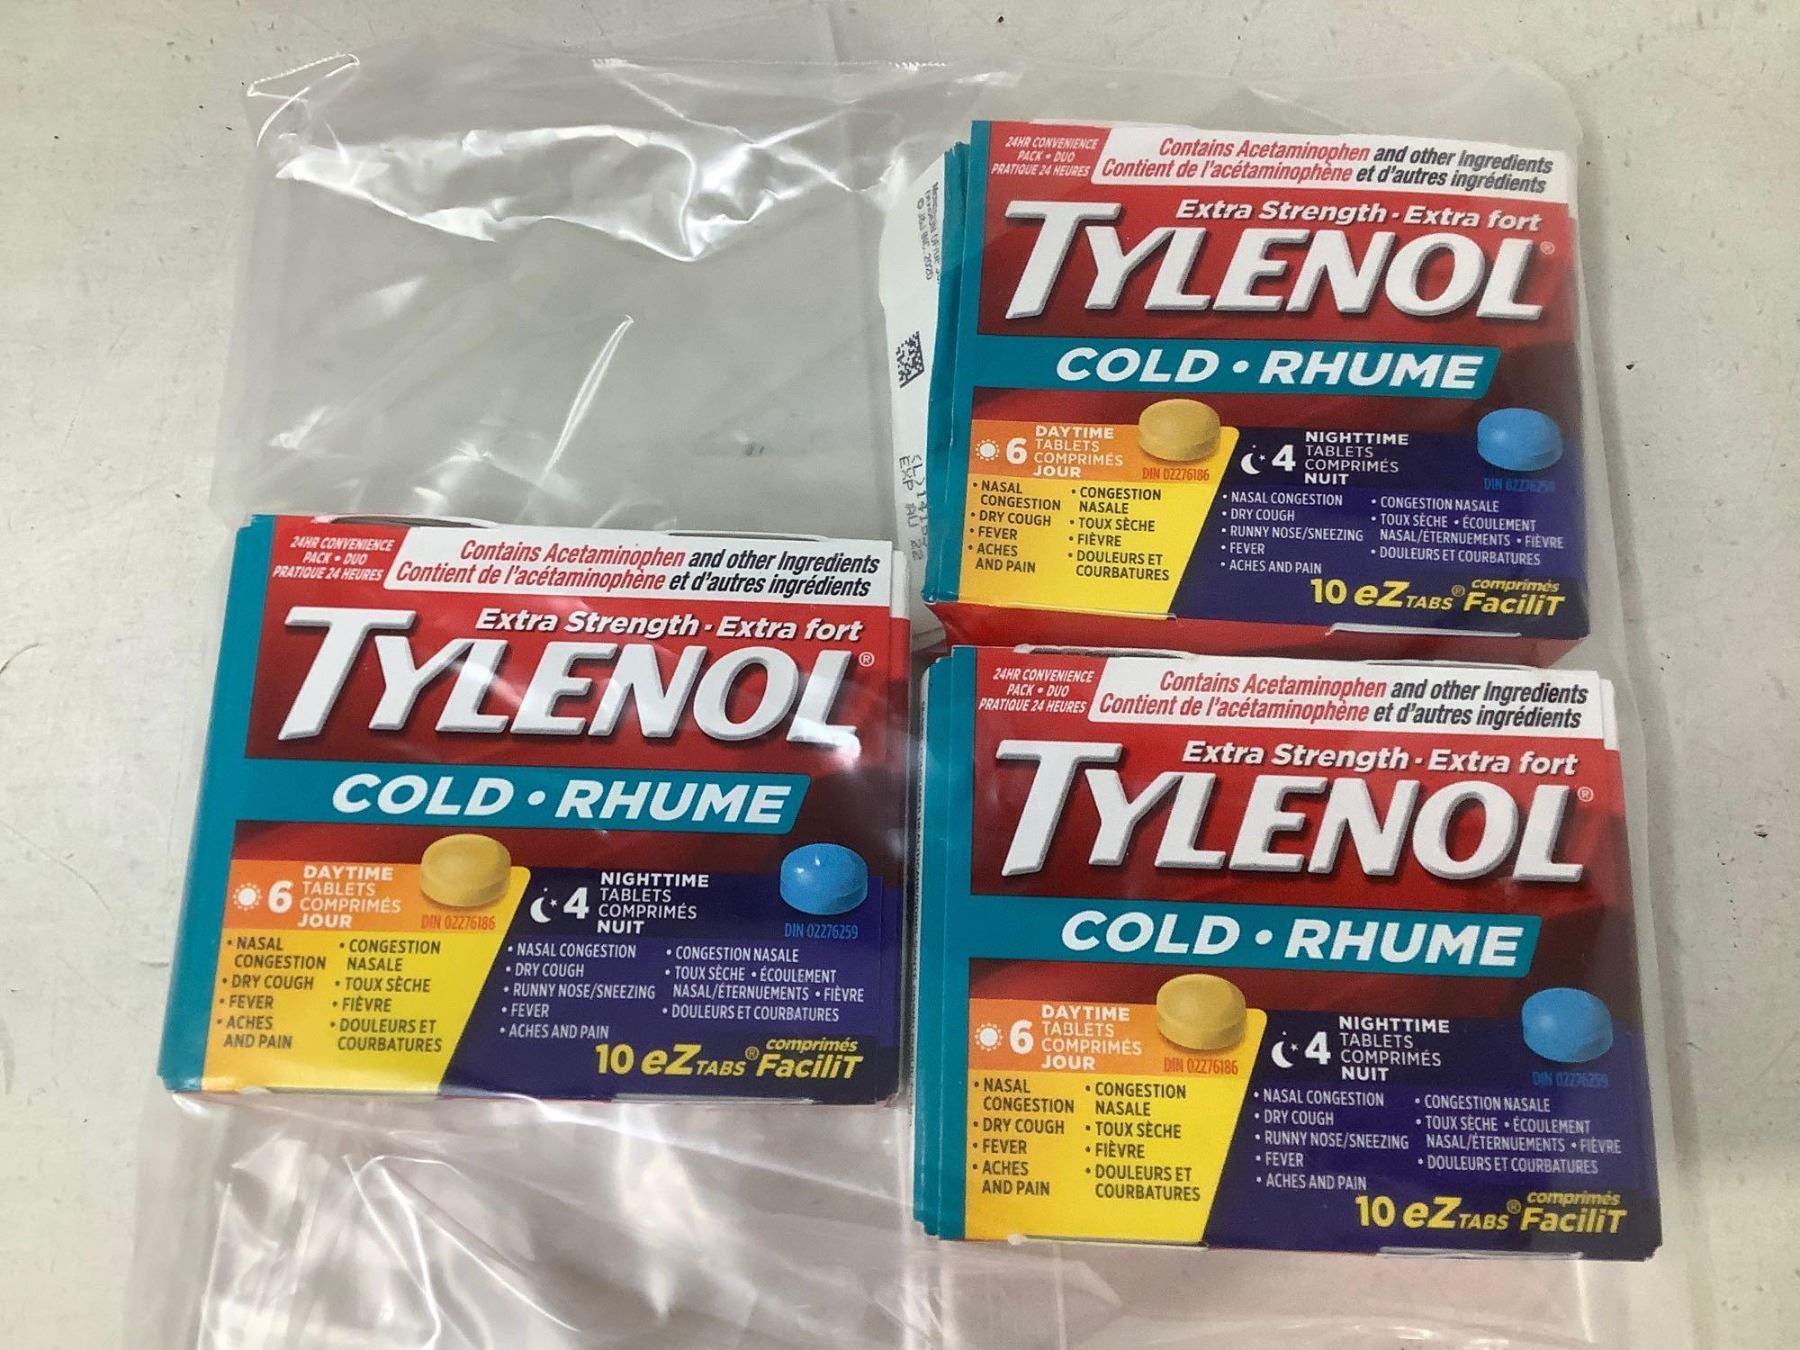 24HR CONVENIENCE
PACK • DUO
PRATIQUE 24 HEURES
Contains Acetaminophen and other Ingredients
Contient de l'acétaminophène et d'autres ingrédients
Extra Strength · Extra fort
TYLENOL®
COLD • RHUME
6 DAYTIME
TABLETS
COMPRIMÉS
JOUR
DIN 02276186
4 NIGHTTIME
TABLETS
COMPRIMÉS
NUIT
DIN 02276259
• NASAL
CONGESTION
• DRY COUGH
• FEVER
• ACHES
AND PAIN
• CONGESTION
NASALE
• TOUX SÈCHE
• FIÈVRE
• DOULEURS ET
COURBATURES
• NASAL CONGESTION
• DRY COUGH
• RUNNY NOSE/SNEEZING
• FEVER
• ACHES AND PAIN
• CONGESTION NASALE
• TOUX SÈCHE • ÉCOULEMENT
NASAL/ÉTERNUEMENTS • FIÈVRE
• DOULEURS ET COURBATURES
10 eZ TABS® comprimés FaciliT
EXP AU 22
24HR CONVENIENCE
PACK • DUO
PRATIQUE 24 HEURES
Contains Acetaminophen and other Ingredients
Contient de l'acétaminophène et d'autres ingrédients
Extra Strength · Extra fort
TYLENOL®
COLD • RHUME
6 DAYTIME
TABLETS
COMPRIMÉS
JOUR
DIN 02276186
4 NIGHTTIME
TABLETS
COMPRIMÉS
NUIT
DIN 02276259
• NASAL
CONGESTION
• DRY COUGH
• FEVER
• ACHES
AND PAIN
• CONGESTION
NASALE
• TOUX SÈCHE
• FIÈVRE
• DOULEURS ET
COURBATURES
• NASAL CONGESTION
• DRY COUGH
• RUNNY NOSE/SNEEZING
• FEVER
• ACHES AND PAIN
• CONGESTION NASALE
• TOUX SÈCHE • ÉCOULEMENT
NASAL/ÉTERNUEMENTS • FIÈVRE
• DOULEURS ET COURBATURES
10 eZ TABS® comprimés FaciliT
24HR CONVENIENCE
PACK • DUO
PRATIQUE 24 HEURES
Contains Acetaminophen and other Ingredients
Contient de l'acétaminophène et d'autres ingrédients
Extra Strength · Extra fort
TYLENOL®
COLD • RHUME
6 DAYTIME
TABLETS
COMPRIMÉS
JOUR
DIN 02276186
4 NIGHTTIME
TABLETS
COMPRIMÉS
NUIT
DIN 02276259
• NASAL
CONGESTION
• DRY COUGH
• FEVER
• ACHES
AND PAIN
• CONGESTION
NASALE
• TOUX SÈCHE
• FIÈVRE
• DOULEURS ET
COURBATURES
• NASAL CONGESTION
• DRY COUGH
• RUNNY NOSE/SNEEZING
• FEVER
• ACHES AND PAIN
• CONGESTION NASALE
• TOUX SÈCHE • ÉCOULEMENT
NASAL/ÉTERNUEMENTS • FIÈVRE
• DOULEURS ET COURBATURES
10 eZ TABS® comprimés FaciliT